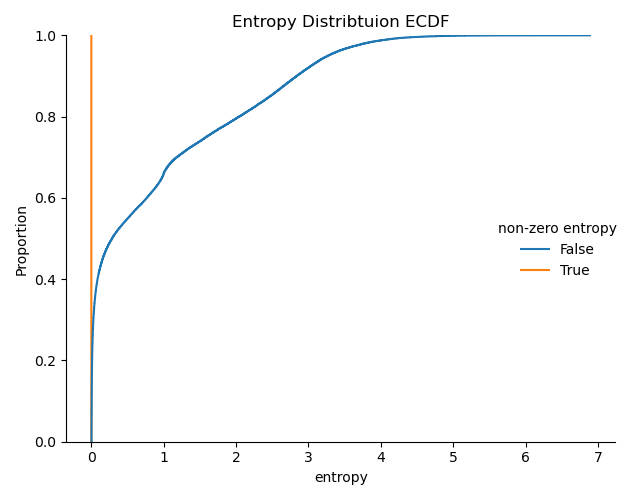 Entropy Distribtuion ECDF
1.0
0.8
0.6
0.4
0.2
0.0
Proportion
non-zero entropy
False
True
0 1 2 3 4 5 6 7
entropy